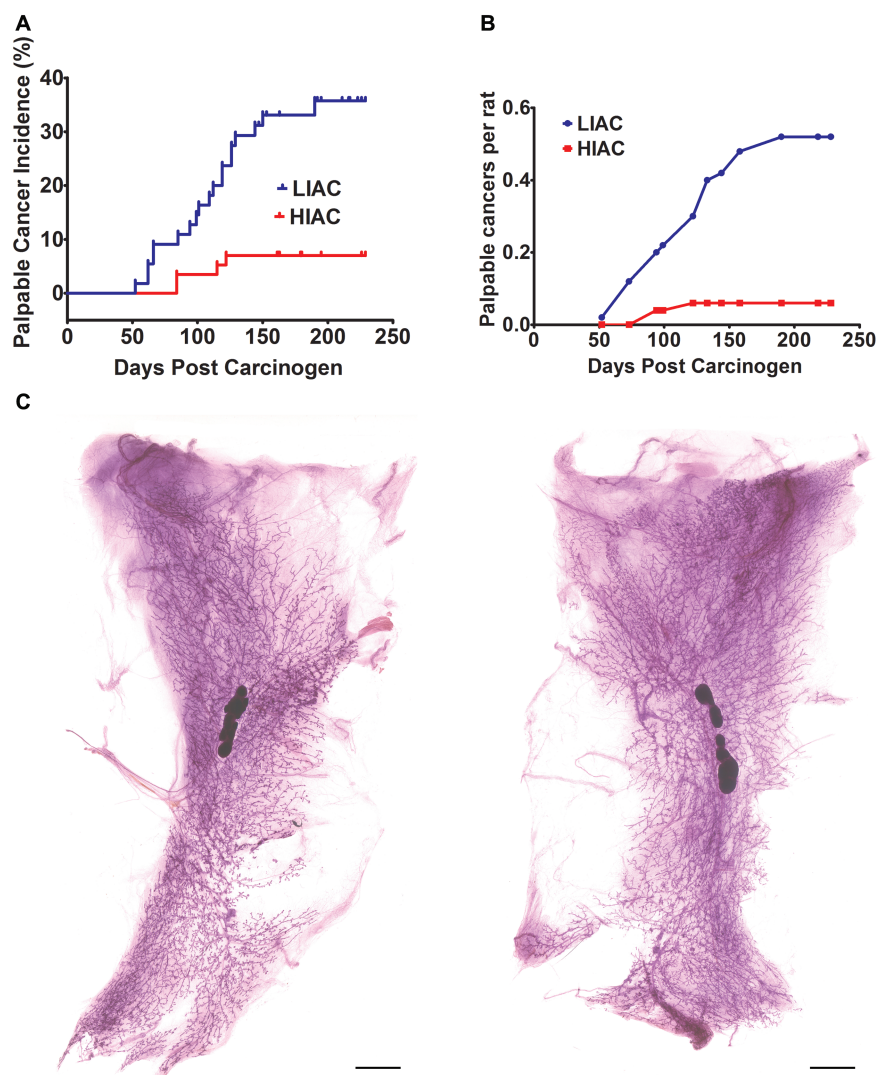 A
Palpable Cancer Incidence (%)
40
30
20
10
0
LIAC
HIAC
0 50 100 150 200 250
Days Post Carcinogen
B
Palpable cancers per rat
0.6
0.4
0.2
0.0
LIAC
HIAC
0 50 100 150 200 250
Days Post Carcinogen
C